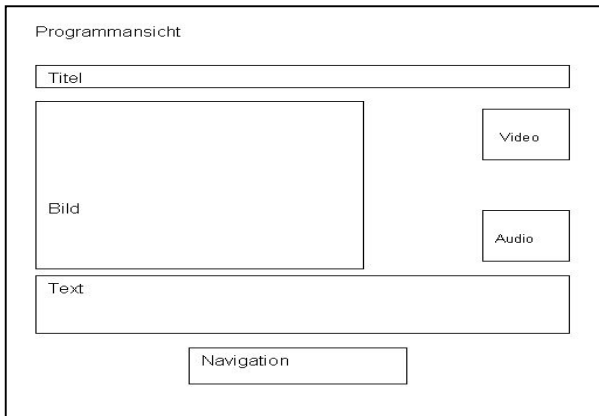 Programmansicht
Titel
Video
Bild
Audio
Text
Navigation